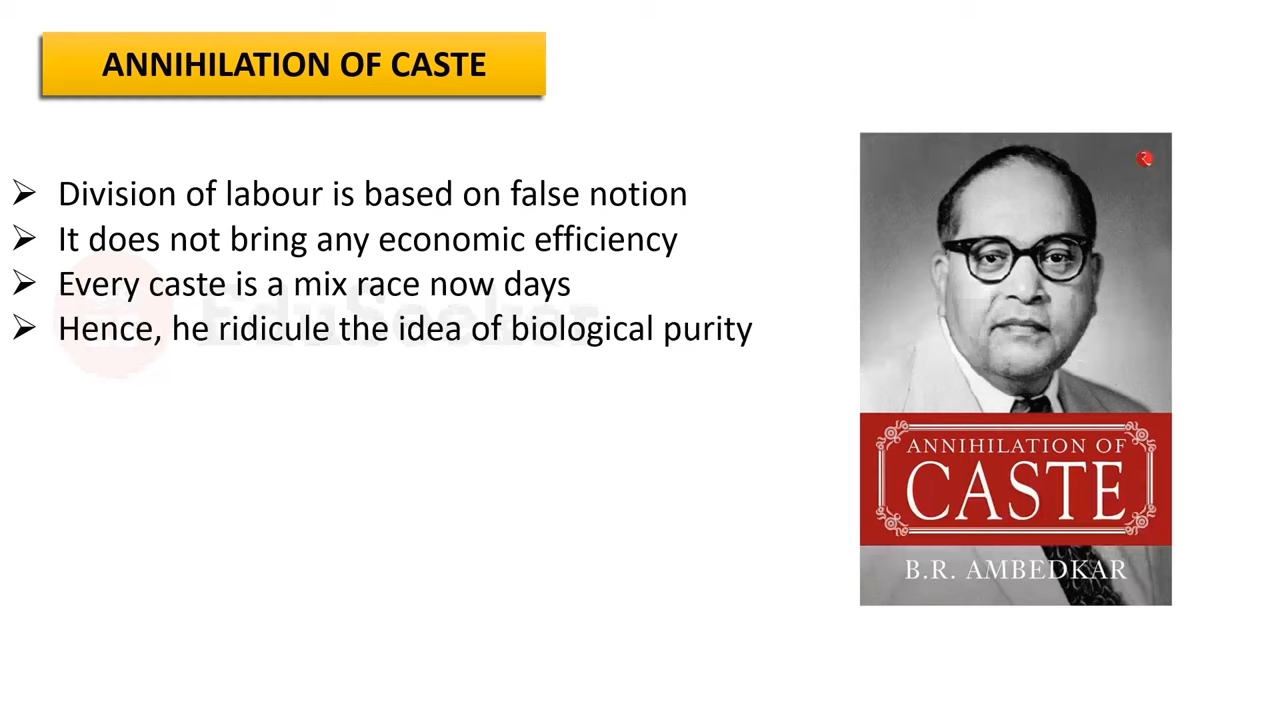 ANNIHILATION OF CASTE
➢ Division of labour is based on false notion
➢ It does not bring any economic efficiency
➢ Every caste is a mix race now days
➢ Hence, he ridicule the idea of biological purity
ANNIHILATION OF
CASTE
B.R. AMBEDKAR